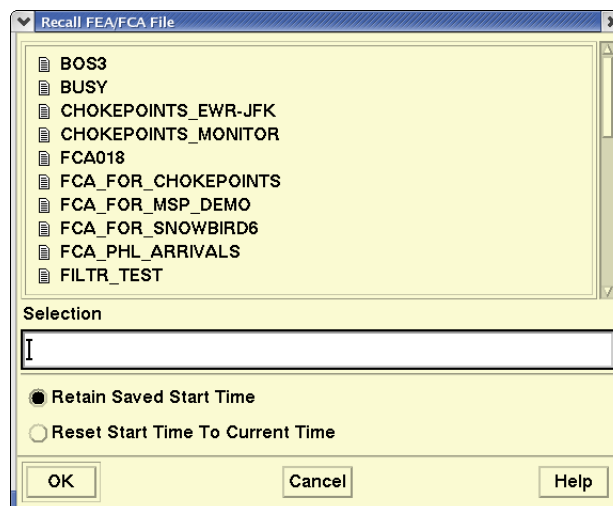 Recall FEA/FCA File
BOS3
BUSY
CHOKEPOINTS_EWR-JFK
CHOKEPOINTS_MONITOR
FCA018
FCA_FOR_CHOKEPOINTS
FCA_FOR_MSP_DEMO
FCA_FOR_SNOWBIRD6
FCA_PHL_ARRIVALS
FILTR_TEST
Selection
Retain Saved Start Time
Reset Start Time To Current Time
OK Cancel Help